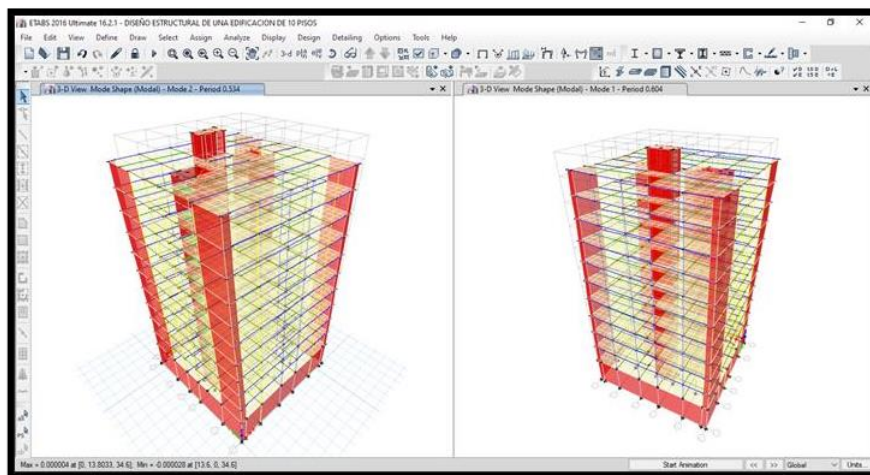 ETABS 2016 Ultimate 16.2.1 - DISEÑO ESTRUCTURAL DE UNA EDIFICACION DE 10 PISOS
File Edit View Define Draw Select Assign Analyze Display Design Detailing Options Tools Help
3-d
3-D View Mode Shape (Modal) - Mode 2 - Period 0.534
3-D View Mode Shape (Modal) - Mode 1 - Period 0.604
Max = 0.000004 at [0, 13.8033, 34.6]; Min = -0.000028 at [13.6, 0, 34.6]
Start Animation << >> Global Units...